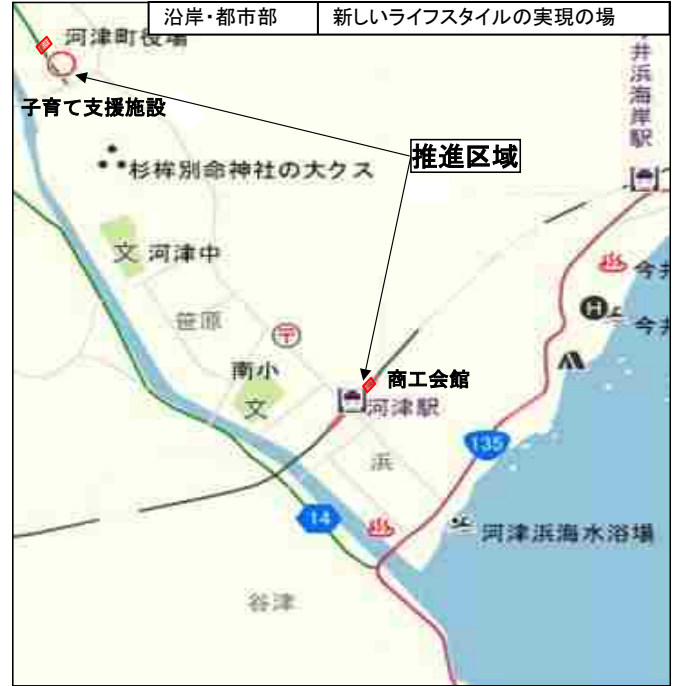 沿岸・都市部
新しいライフスタイルの実現の場
河津町役場
子育て支援施設
推進区域
杉桙別命神社の大クス
今井浜海岸駅
文 河津中
笹原
〒
南小
文
商工会館
河津駅
今井
H
今井
135
浜
14
河津浜海水浴場
谷津